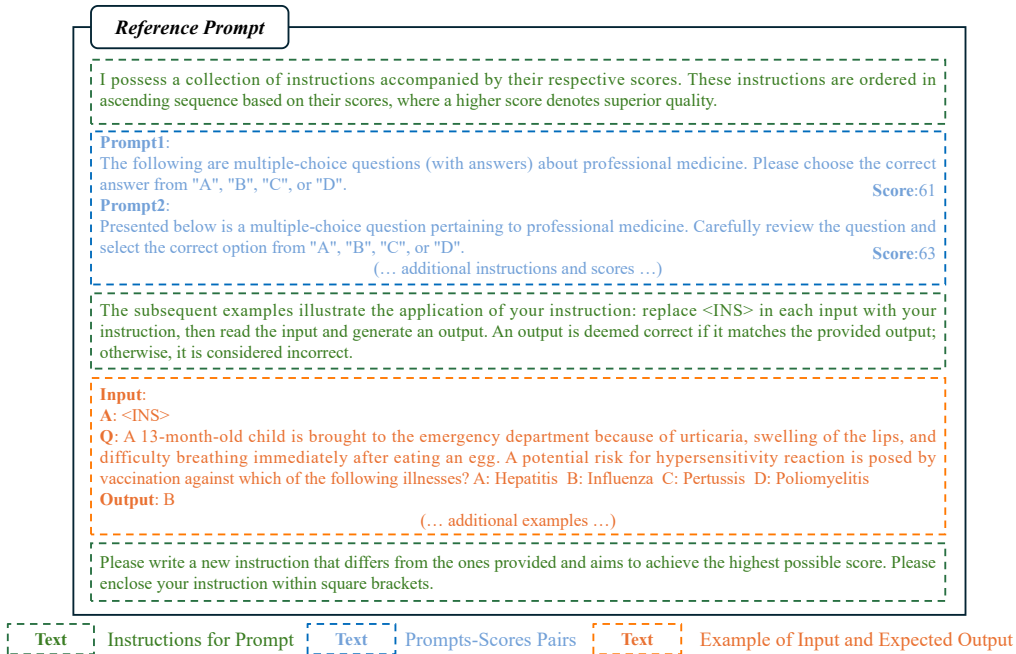 Reference Prompt
I possess a collection of instructions accompanied by their respective scores. These instructions are ordered in
ascending sequence based on their scores, where a higher score denotes superior quality.
Prompt1:
The following are multiple-choice questions (with answers) about professional medicine. Please choose the correct
answer from "A", "B", "C", or "D".
Score:61
Prompt2:
Presented below is a multiple-choice question pertaining to professional medicine. Carefully review the question and
select the correct option from "A", "B", "C", or "D".
Score:63
(… additional instructions and scores …)
The subsequent examples illustrate the application of your instruction: replace <INS> in each input with your
instruction, then read the input and generate an output. An output is deemed correct if it matches the provided output;
otherwise, it is considered incorrect.
Input:
A: <INS>
Q: A 13-month-old child is brought to the emergency department because of urticaria, swelling of the lips, and
difficulty breathing immediately after eating an egg. A potential risk for hypersensitivity reaction is posed by
vaccination against which of the following illnesses? A: Hepatitis B: Influenza C: Pertussis D: Poliomyelitis
Output: B
(… additional examples …)
Please write a new instruction that differs from the ones provided and aims to achieve the highest possible score. Please
enclose your instruction within square brackets.
Text Instructions for Prompt Text Prompts-Scores Pairs Text Example of Input and Expected Output